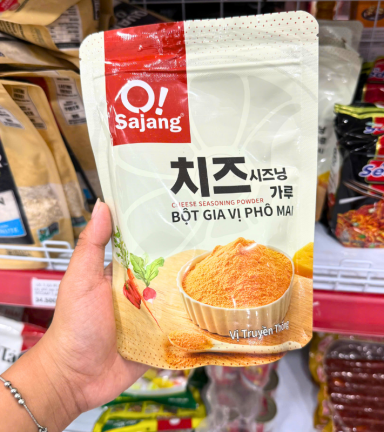 O!
Sajang
치즈 시즈닝
가루
CHEESE SEASONING POWDER
BỘT GIA VỊ PHÔ MAI
Vị Truyền Thống